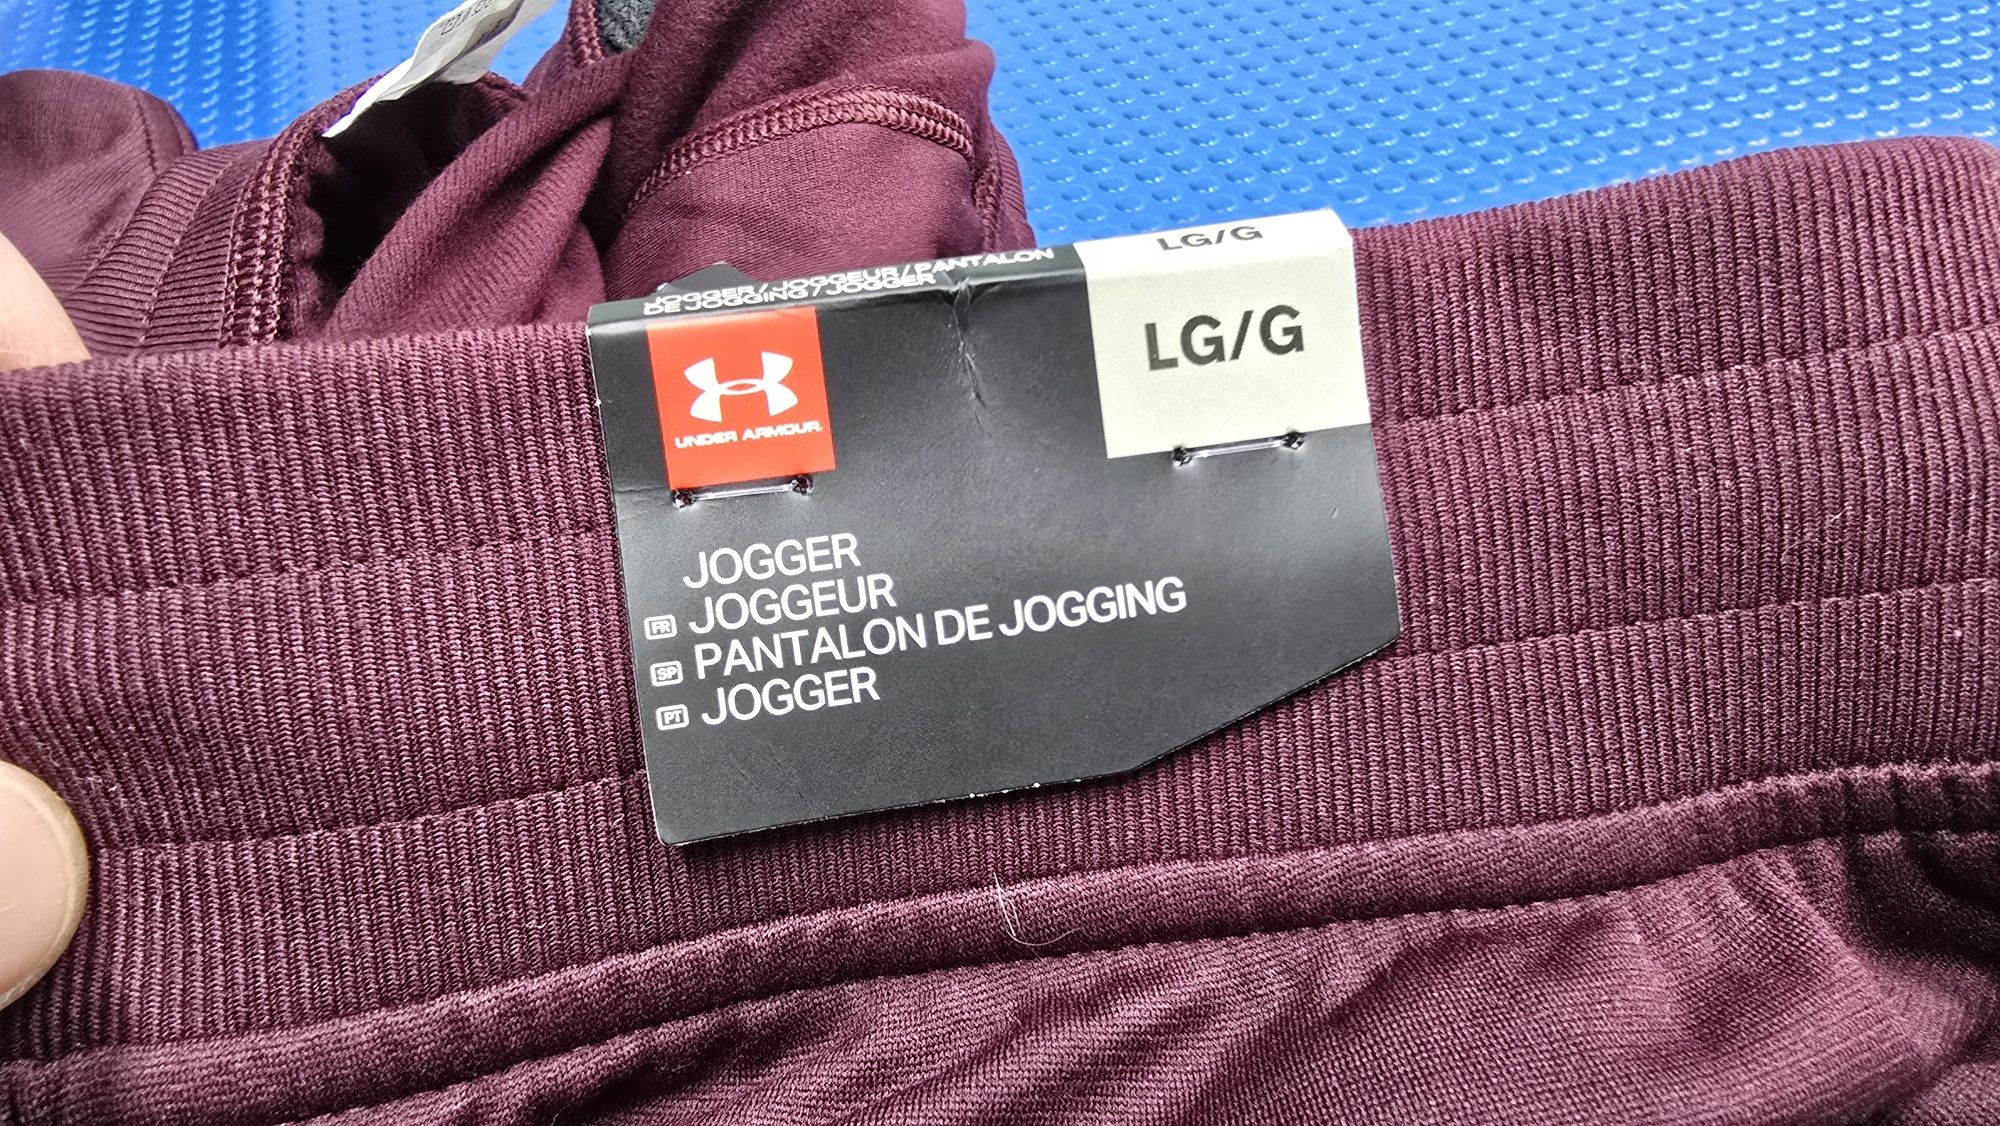 LG/G
JOGGER/JOGGEUR/PANTALON
DE JOGGING/JOGGER
LG/G
UNDER ARMOUR.
JOGGER
FR JOGGEUR
SP PANTALON DE JOGGING
PT JOGGER